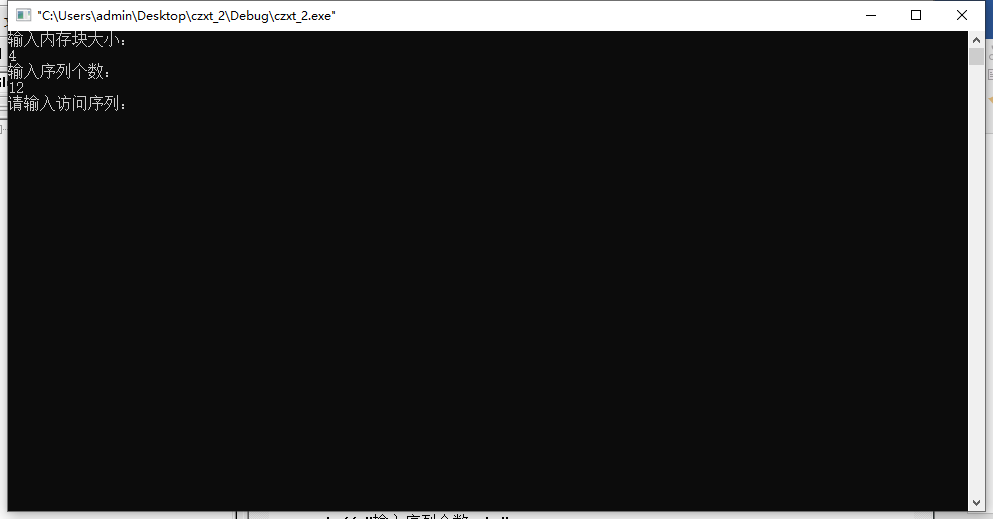 "C:\Users\admin\Desktop\czxt_2\Debug\czxt_2.exe"
输入内存块大小：
4
输入序列个数：
12
请输入访问序列：